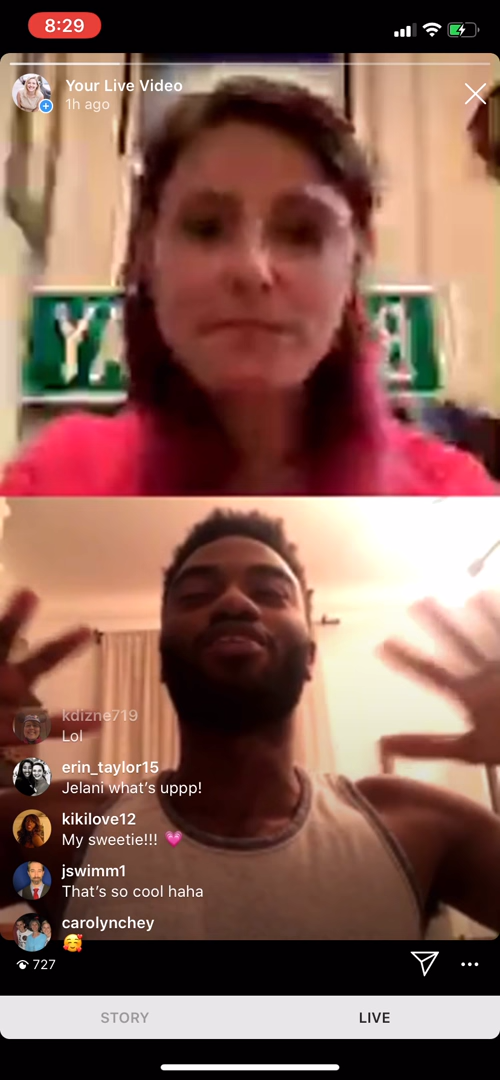 8:29
Your Live Video
1h ago
YA
kdizne719
Lol
erin_taylor15
Jelani what's uppp!
kikilove12
My sweetie!!! 💗
jswimm1
That's so cool haha
carolynchey
🥰
727
STORY
LIVE